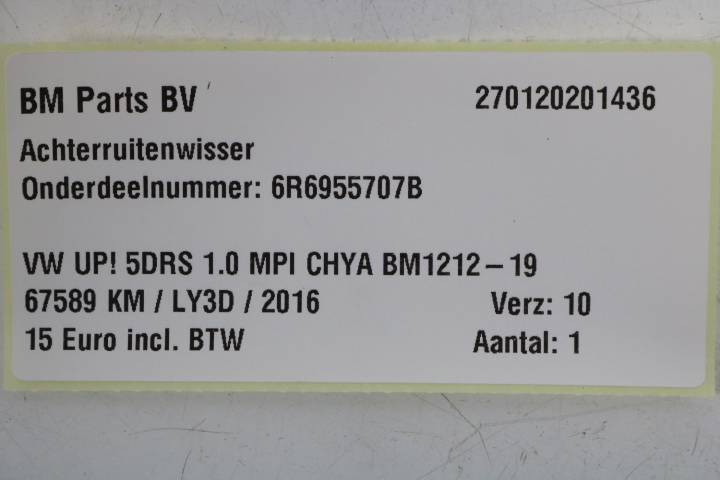 BM Parts BV 270120201436
Achterruitenwisser
Onderdeelnummer: 6R6955707B
VW UP! 5DRS 1.0 MPI CHYA BM1212-19
67589 KM / LY3D / 2016 Verz: 10
15 Euro incl. BTW Aantal: 1